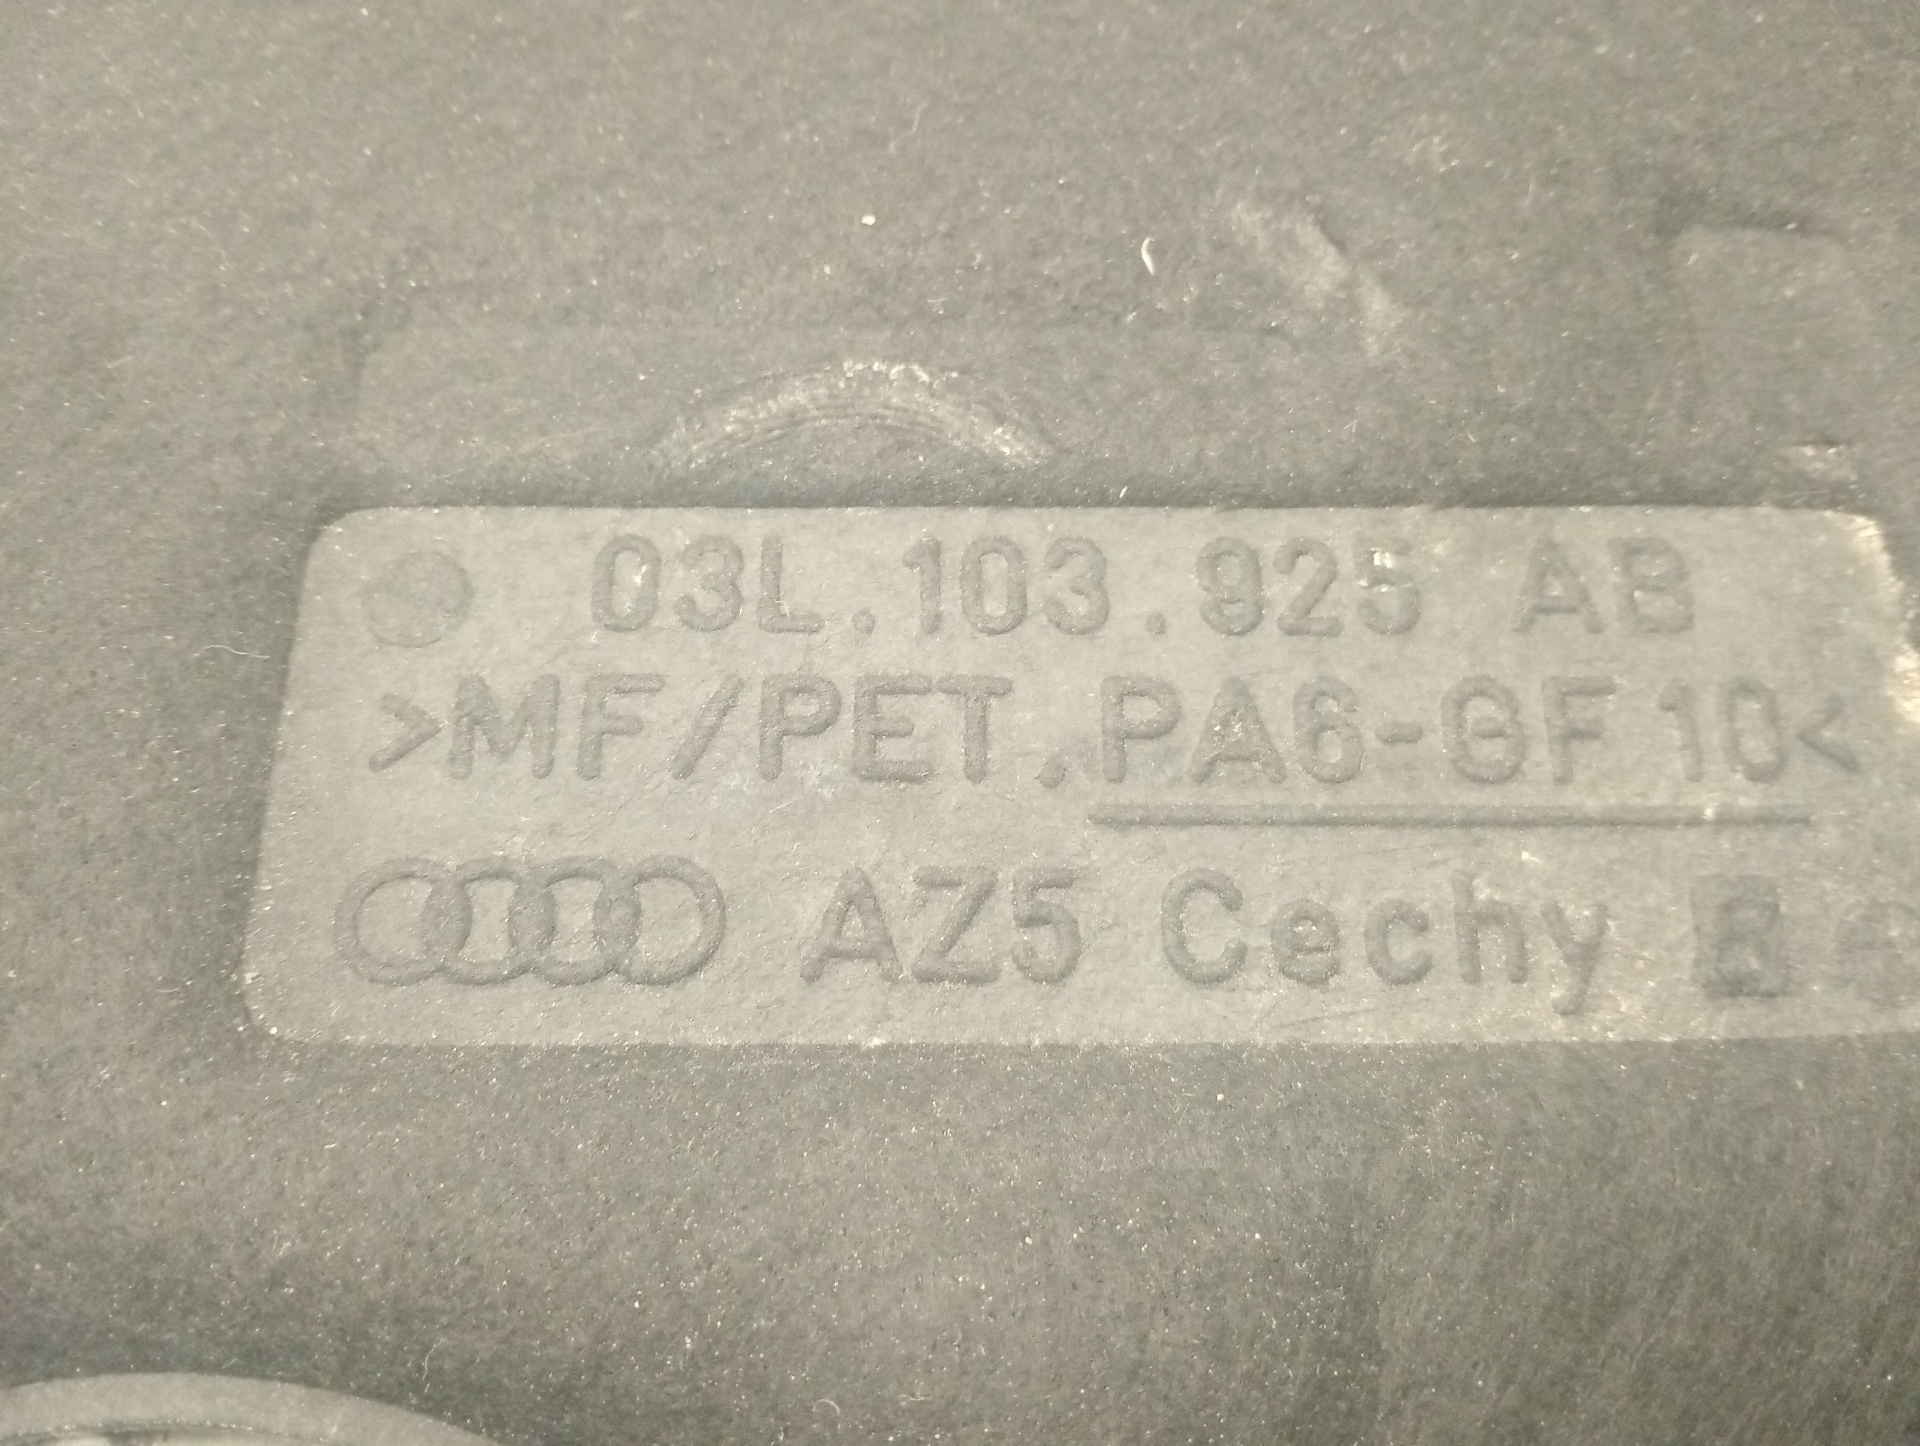 03L.103.925 AB
>MF/PET.PA6-GF10<
AZ5 Cechy